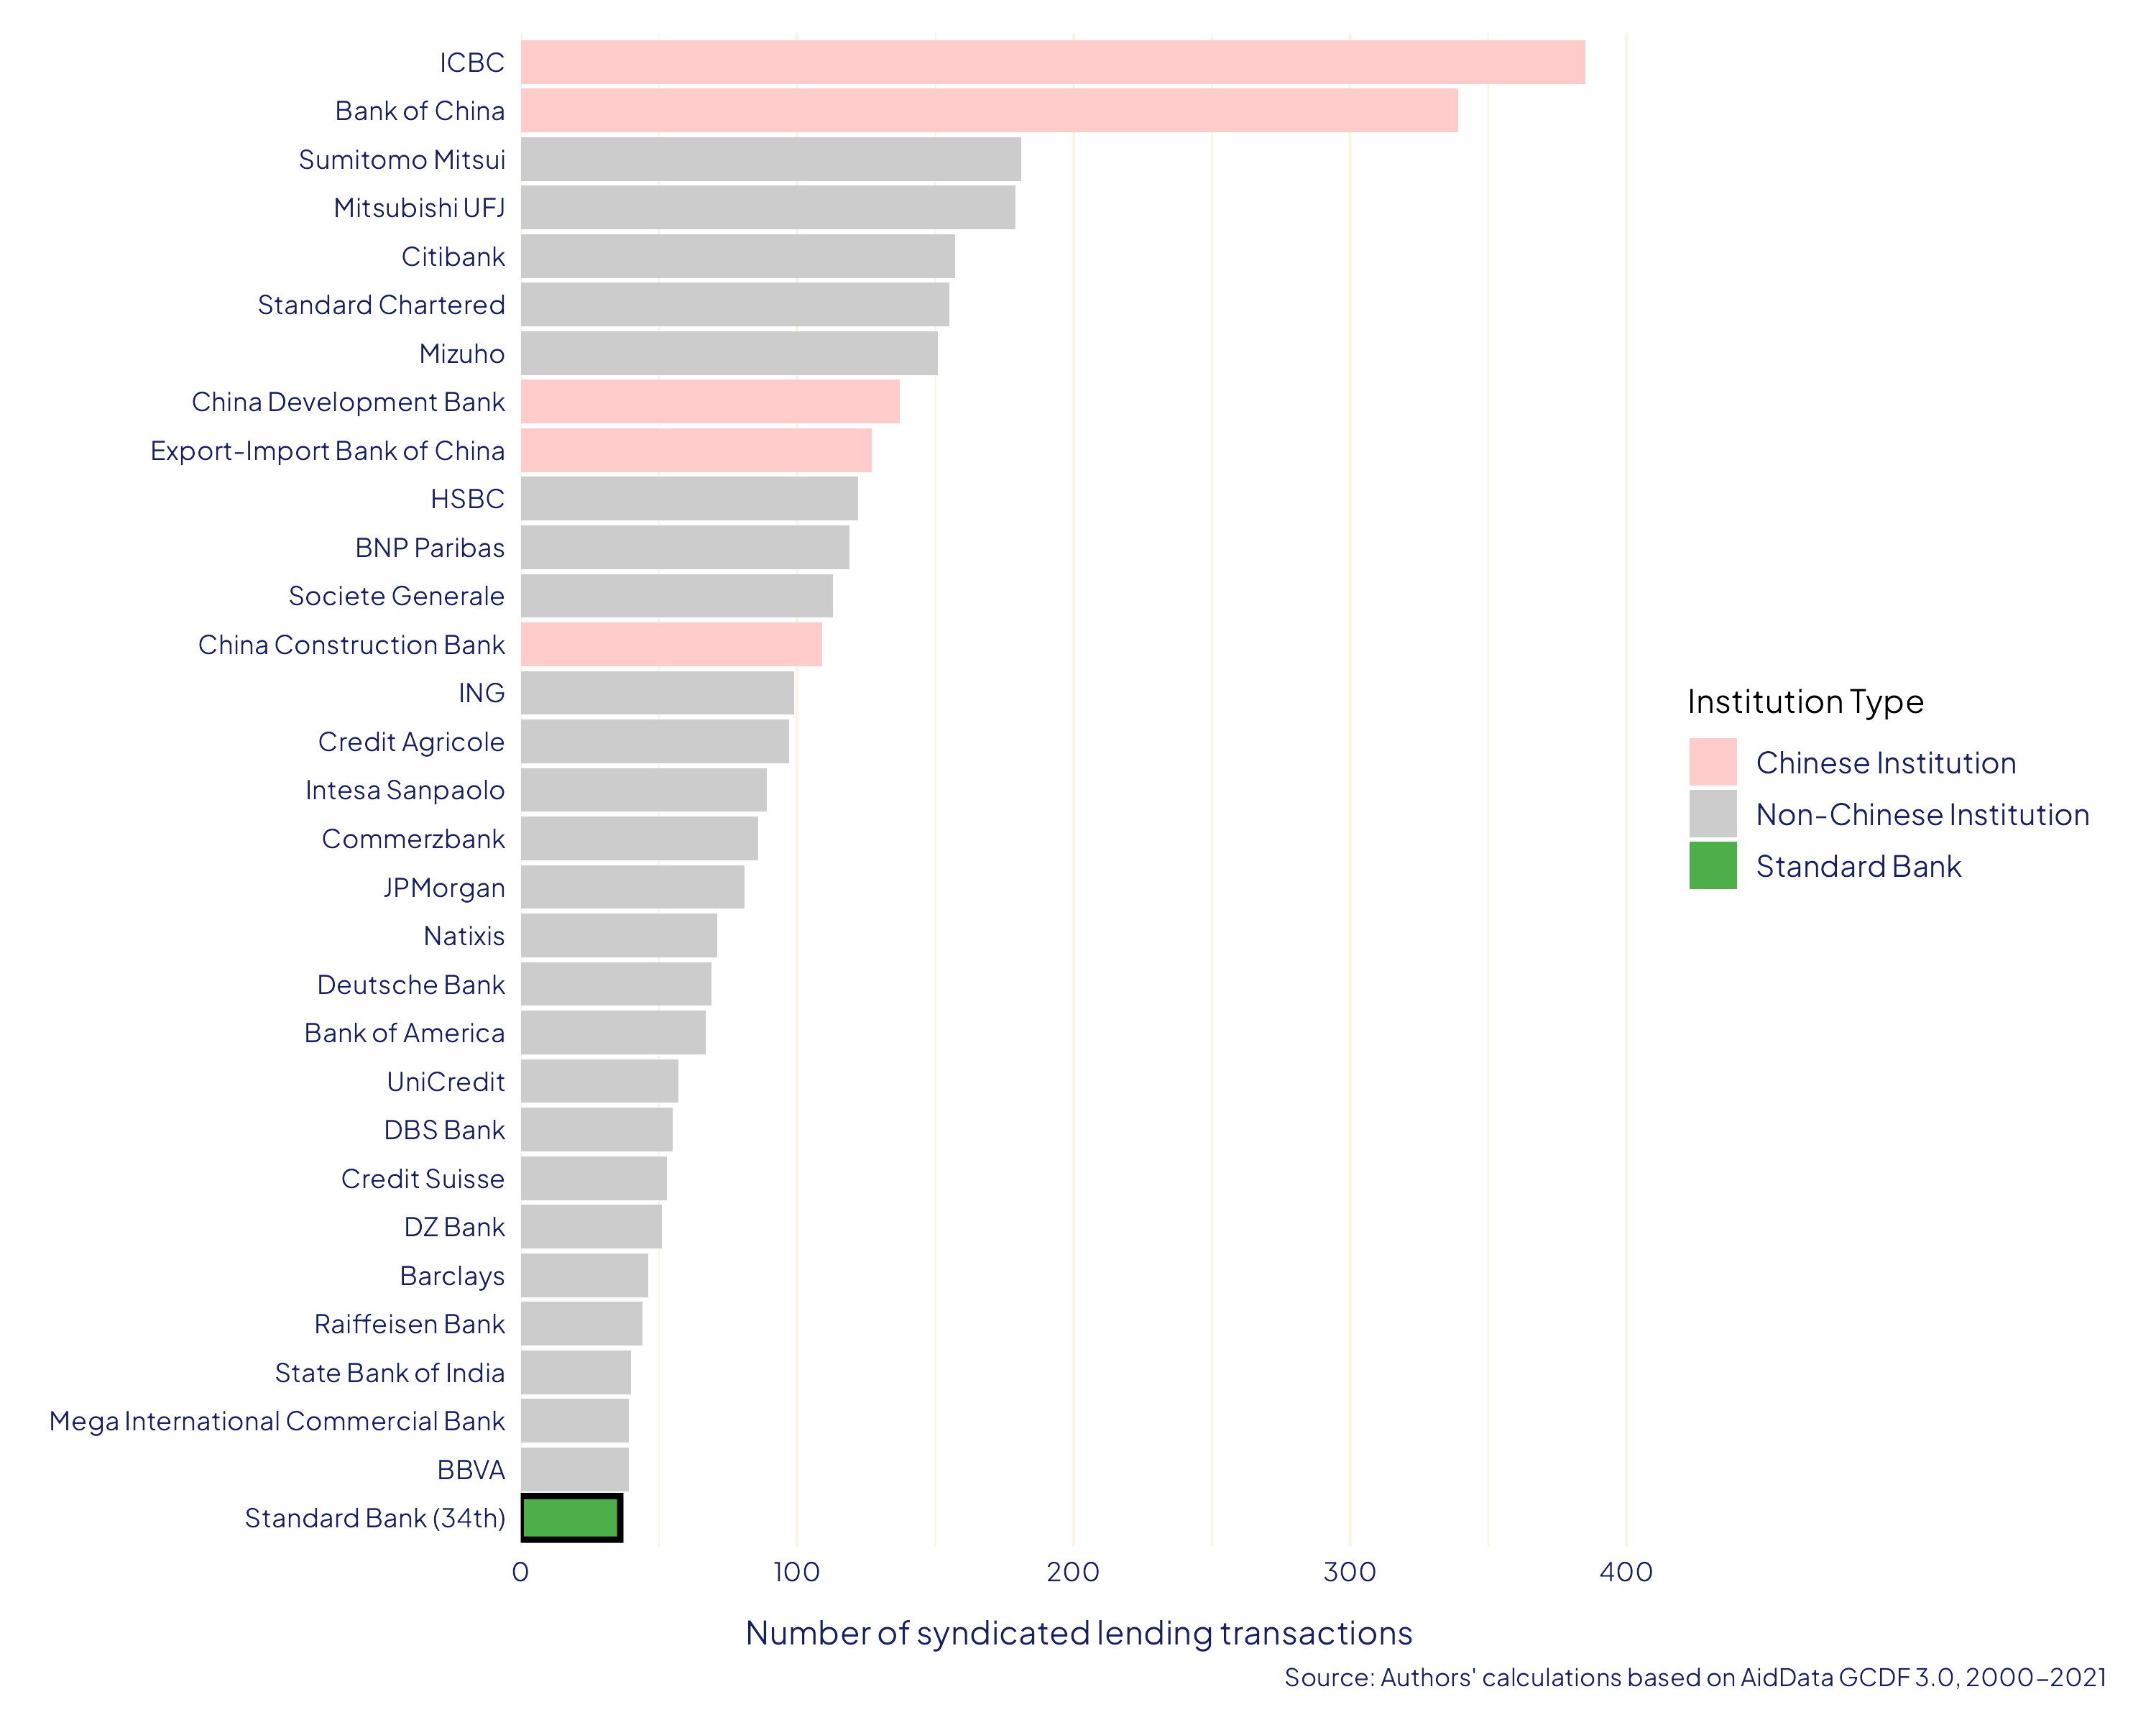 ICBC
Bank of China
Sumitomo Mitsui
Mitsubishi UFJ
Citibank
Standard Chartered
Mizuho
China Development Bank
Export-Import Bank of China
HSBC
BNP Paribas
Societe Generale
China Construction Bank
ING
Credit Agricole
Intesa Sanpaolo
Commerzbank
JPMorgan
Natixis
Deutsche Bank
Bank of America
UniCredit
DBS Bank
Credit Suisse
DZ Bank
Barclays
Raiffeisen Bank
State Bank of India
Mega International Commercial Bank
BBVA
Standard Bank (34th)
0 100 200 300 400
Number of syndicated lending transactions
Institution Type
Chinese Institution
Non-Chinese Institution
Standard Bank
Source: Authors' calculations based on AidData GCDF 3.0, 2000–2021